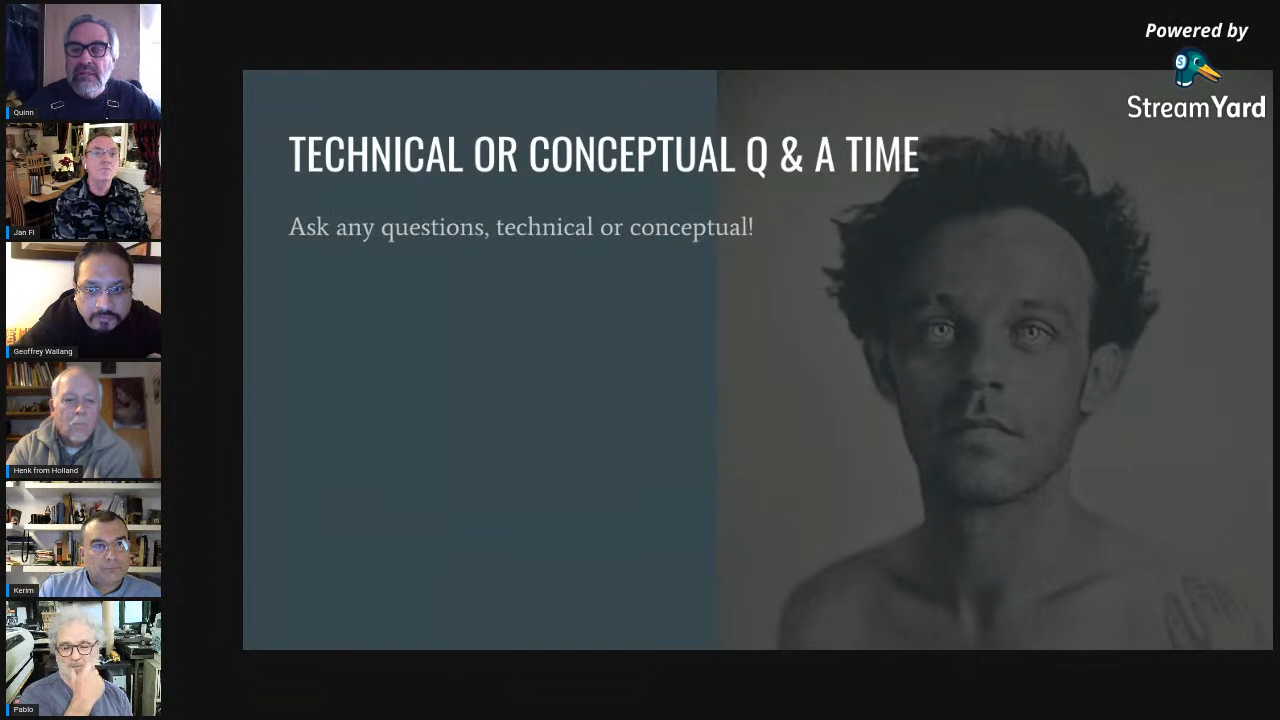 Powered by
StreamYard
TECHNICAL OR CONCEPTUAL Q & A TIME
Ask any questions, technical or conceptual!
Quinn
Jan Fl
Geoffrey Wallang
Henk from Holland
Kerim
Pablo